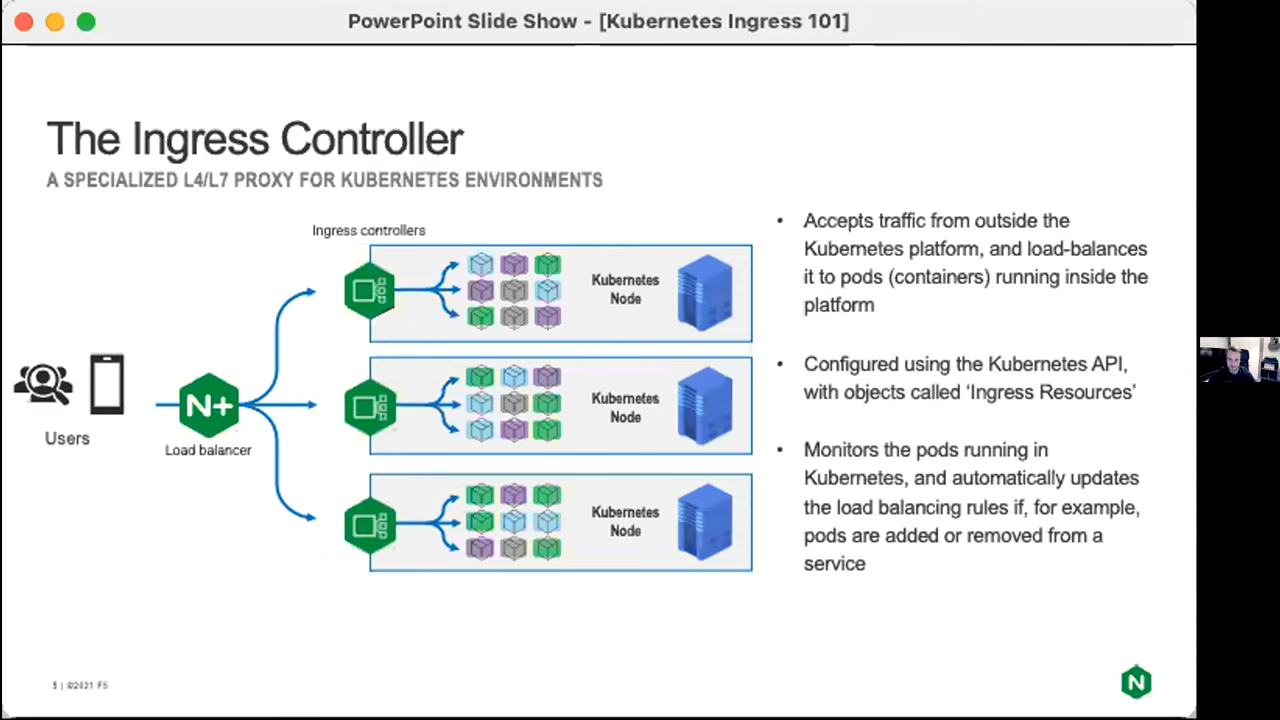 PowerPoint Slide Show - [Kubernetes Ingress 101]
The Ingress Controller
A SPECIALIZED L4/L7 PROXY FOR KUBERNETES ENVIRONMENTS
Ingress controllers
Kubernetes
Node
Users
N+
Load balancer
Kubernetes
Node
Kubernetes
Node
• Accepts traffic from outside the
Kubernetes platform, and load-balances
it to pods (containers) running inside the
platform
• Configured using the Kubernetes API,
with objects called ‘Ingress Resources’
• Monitors the pods running in
Kubernetes, and automatically updates
the load balancing rules if, for example,
pods are added or removed from a
service
5 | ©2021 F5
N